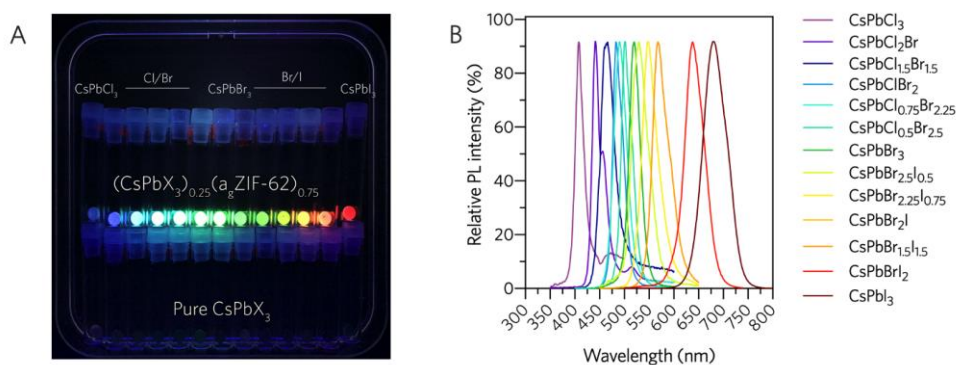 A
Cl/Br
Br/I
CsPbCl₃
CsPbBr₃
CsPbI₃
(CsPbX₃)₀.₂₅(a_gZIF-62)₀.₇₅
Pure CsPbX₃
B
Relative PL intensity (%)
100
80
60
40
20
0
300
350
400
450
500
550
600
650
700
750
800
Wavelength (nm)
CsPbCl₃
CsPbCl₂Br
CsPbCl₁.₅Br₁.₅
CsPbClBr₂
CsPbCl₀.₇₅Br₂.₂₅
CsPbCl₀.₅Br₂.₅
CsPbBr₃
CsPbBr₂.₅I₀.₅
CsPbBr₂.₂₅I₀.₇₅
CsPbBr₂I
CsPbBr₁.₅I₁.₅
CsPbBrI₂
CsPbI₃